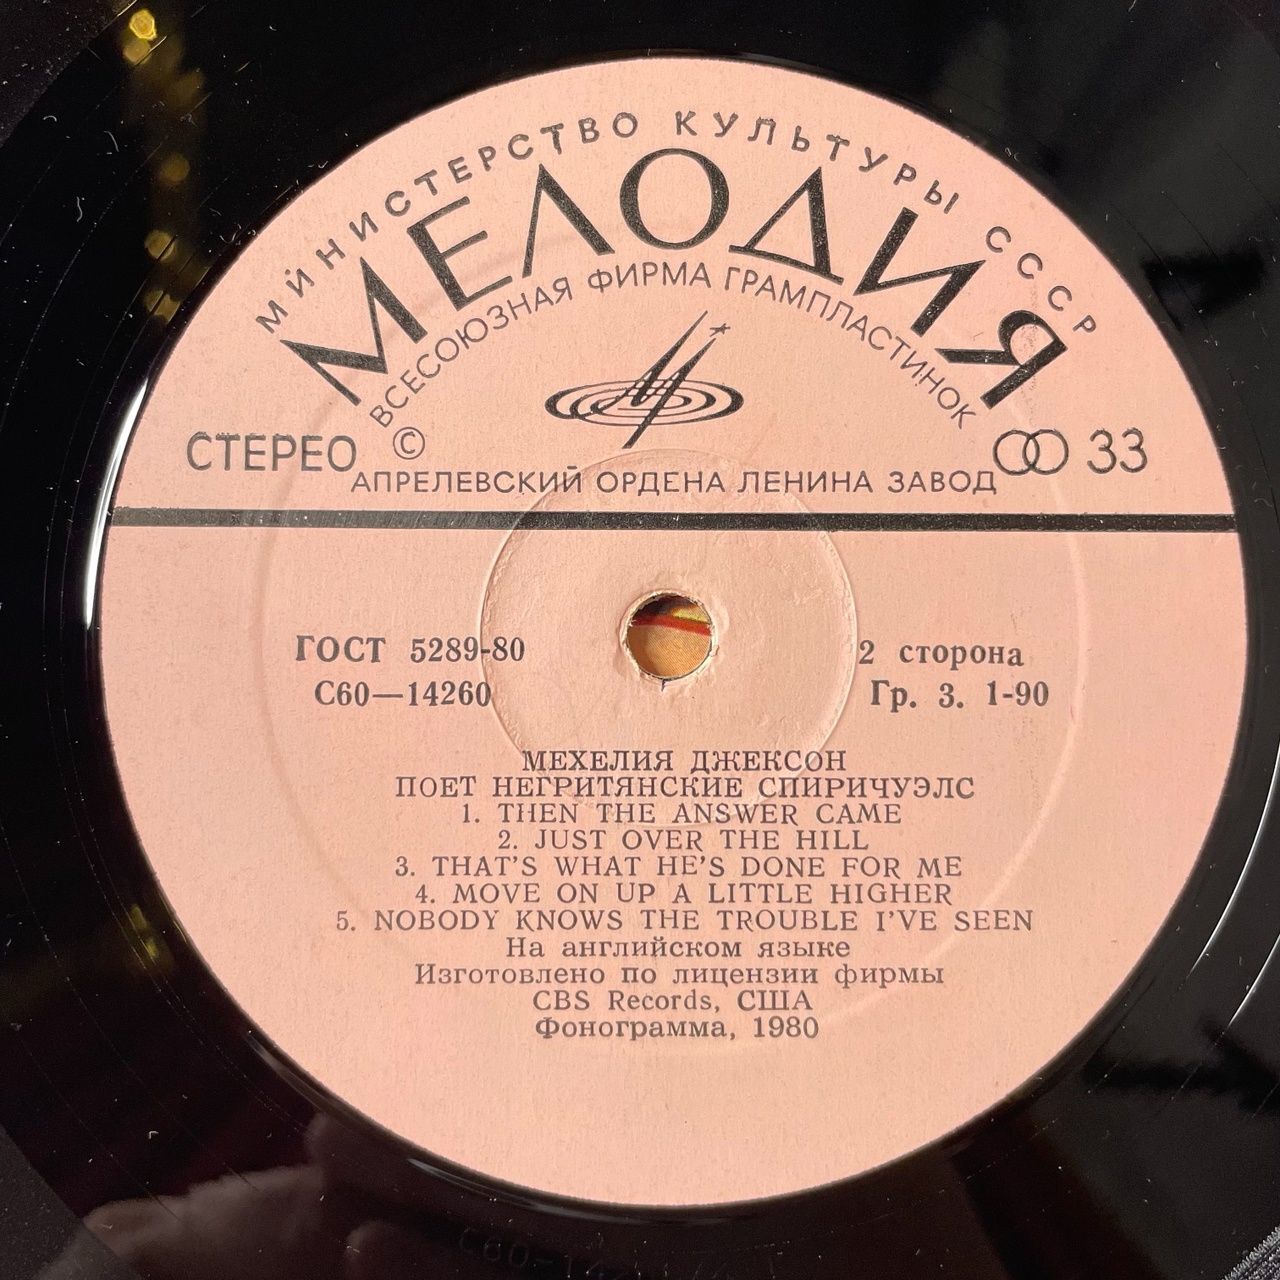 МИНИСТЕРСТВО КУЛЬТУРЫ СССР
МЕЛОДИЯ
ВСЕСОЮЗНАЯ ФИРМА ГРАМПЛАСТИНОК
СТЕРЕО © 33
АПРЕЛЕВСКИЙ ОРДЕНА ЛЕНИНА ЗАВОД
ГОСТ 5289-80 2 сторона
С60—14260 Гр. 3. 1-90
МЕХЕЛИЯ ДЖЕКСОН
ПОЕТ НЕГРИТЯНСКИЕ СПИРИЧУЭЛС
1. THEN THE ANSWER CAME
2. JUST OVER THE HILL
3. THAT'S WHAT HE'S DONE FOR ME
4. MOVE ON UP A LITTLE HIGHER
5. NOBODY KNOWS THE TROUBLE I'VE SEEN
На английском языке
Изготовлено по лицензии фирмы
CBS Records, США
Фонограмма, 1980